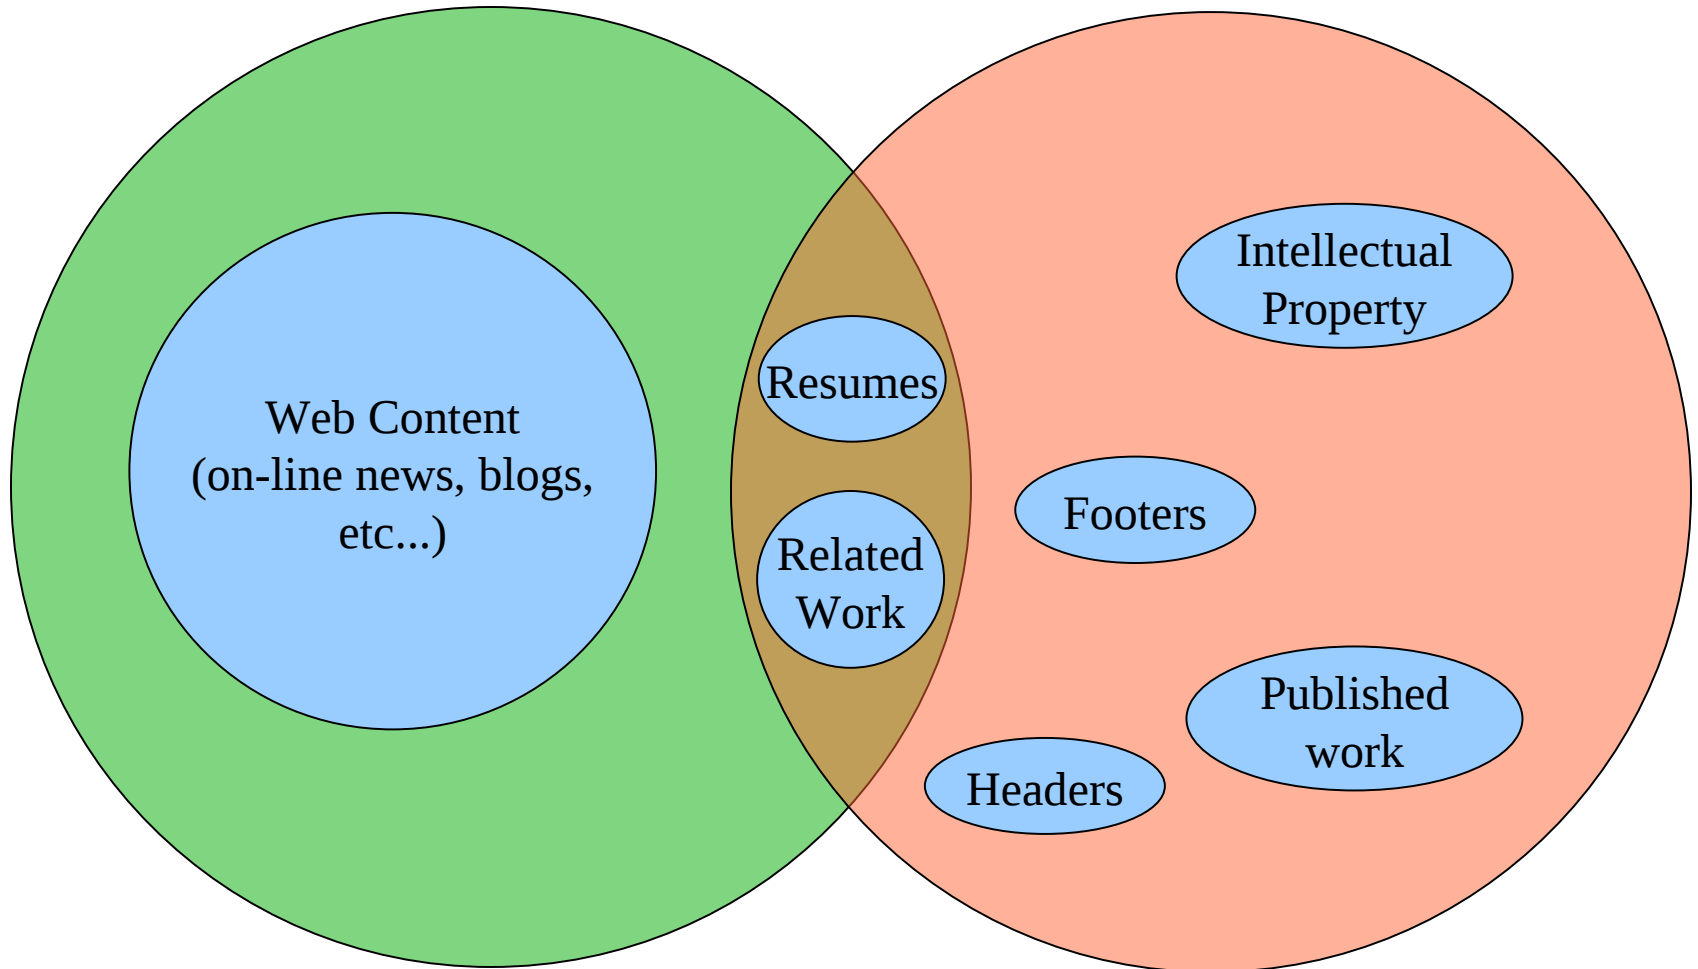 Web Content
(on-line news, blogs,
etc...)
Resumes
Related
Work
Intellectual
Property
Footers
Published
work
Headers